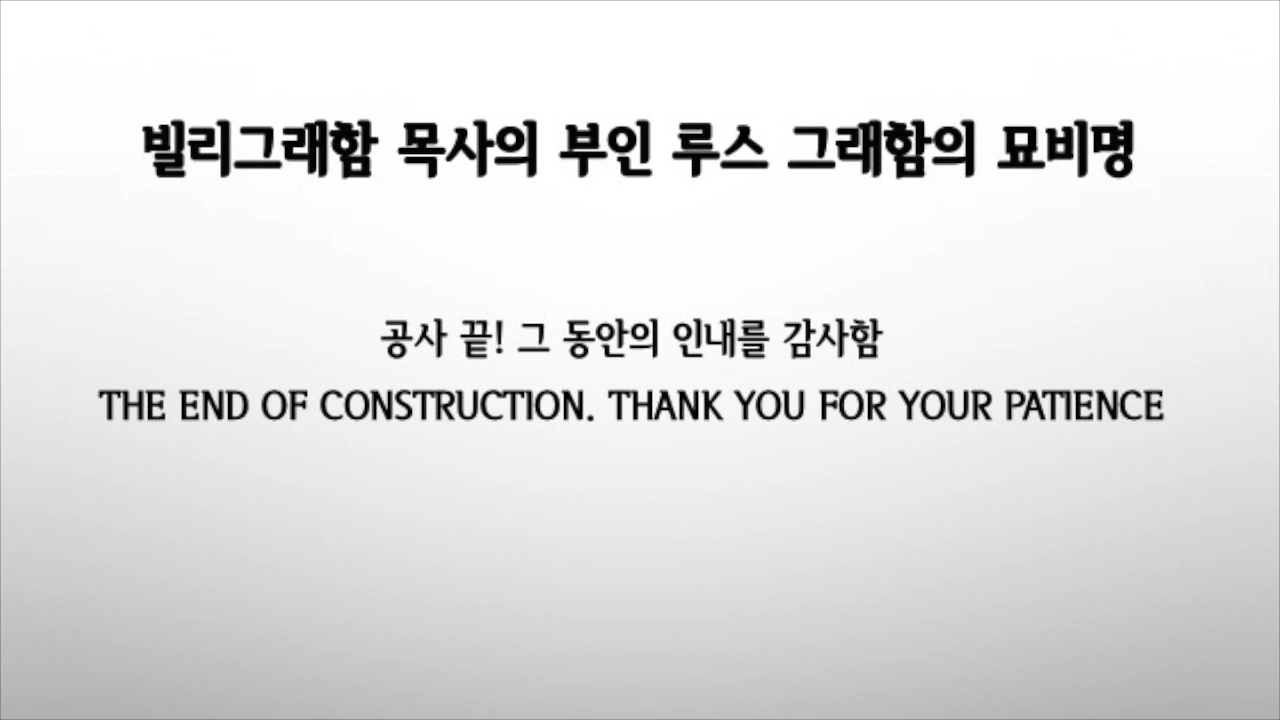 빌리그래함 목사의 부인 루스 그래함의 묘비명
공사 끝! 그 동안의 인내를 감사함
THE END OF CONSTRUCTION. THANK YOU FOR YOUR PATIENCE